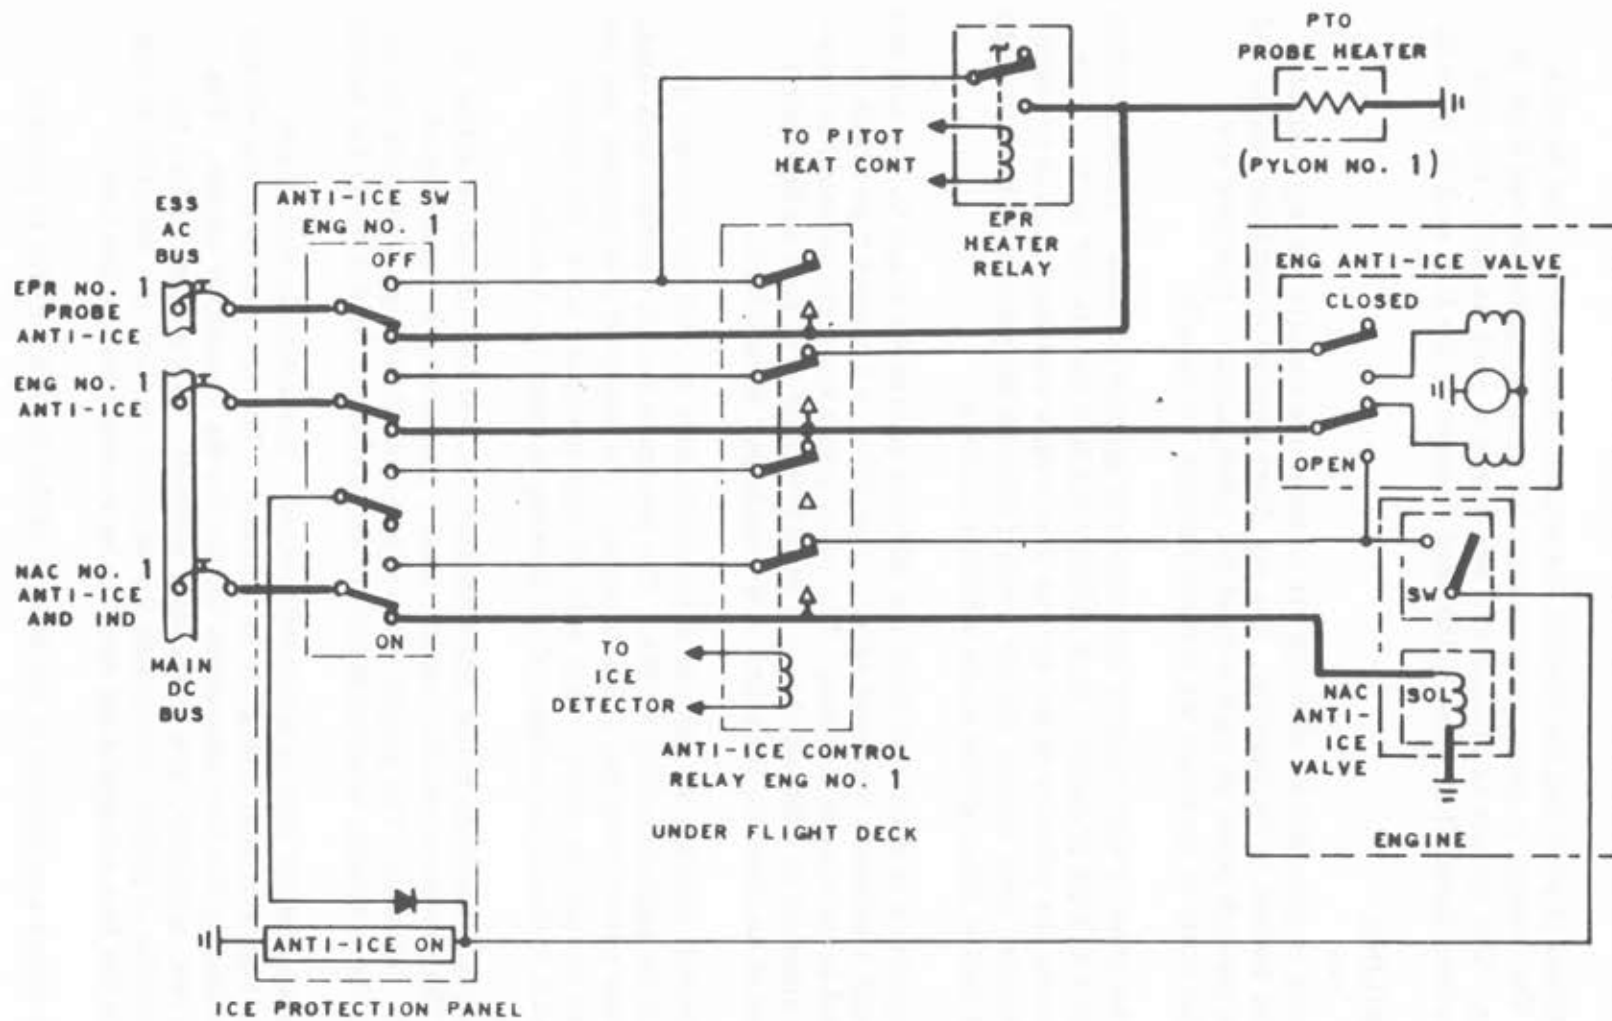 PTO
PROBE HEATER
(PYLON NO. 1)
TO PITOT
HEAT CONT
EPR
HEATER
RELAY
ESS
AC
BUS
ANTI-ICE SW
ENG NO. 1
OFF
EPR NO. 1
PROBE
ANTI-ICE
ENG NO. 1
ANTI-ICE
NAC NO. 1
ANTI-ICE
AND IND
MAIN
DC
BUS
ON
TO
ICE
DETECTOR
ANTI-ICE CONTROL
RELAY ENG NO. 1
UNDER FLIGHT DECK
ENG ANTI-ICE VALVE
CLOSED
OPEN
SW
SOL
NAC
ANTI-
ICE
VALVE
ENGINE
ANTI-ICE ON
ICE PROTECTION PANEL